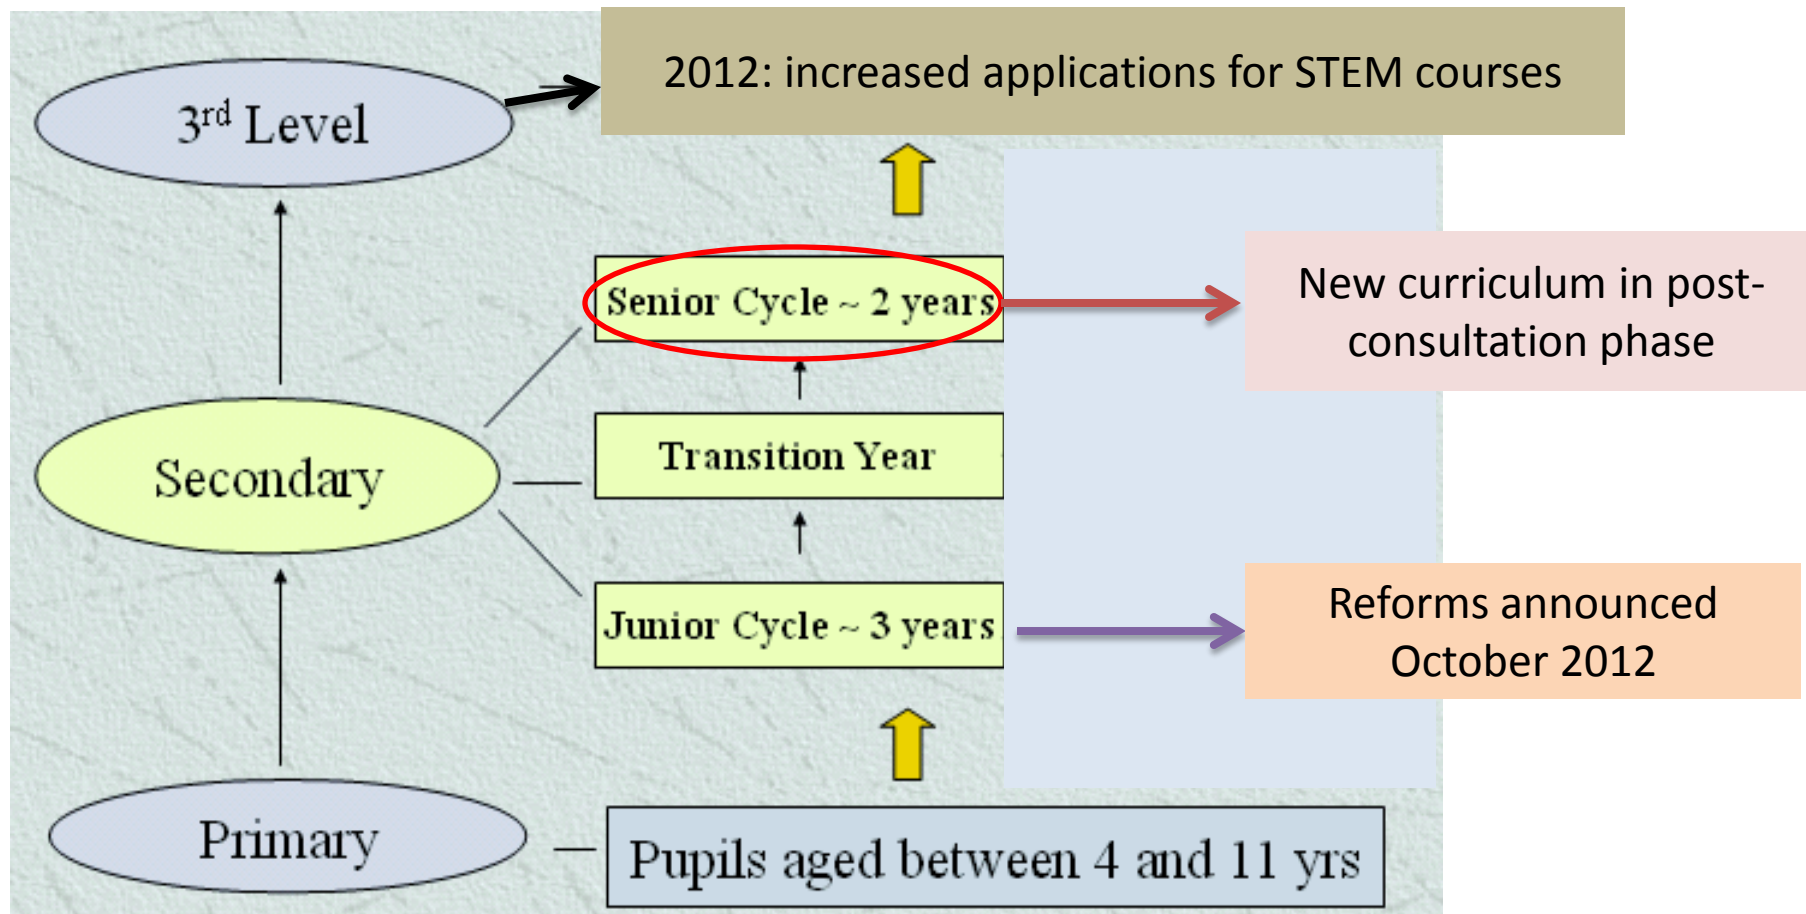 2012: increased applications for STEM courses
3rd Level
Senior Cycle ~ 2 years
New curriculum in post-
consultation phase
Transition Year
Secondary
Junior Cycle ~ 3 years
Reforms announced
October 2012
Primary
Pupils aged between 4 and 11 yrs